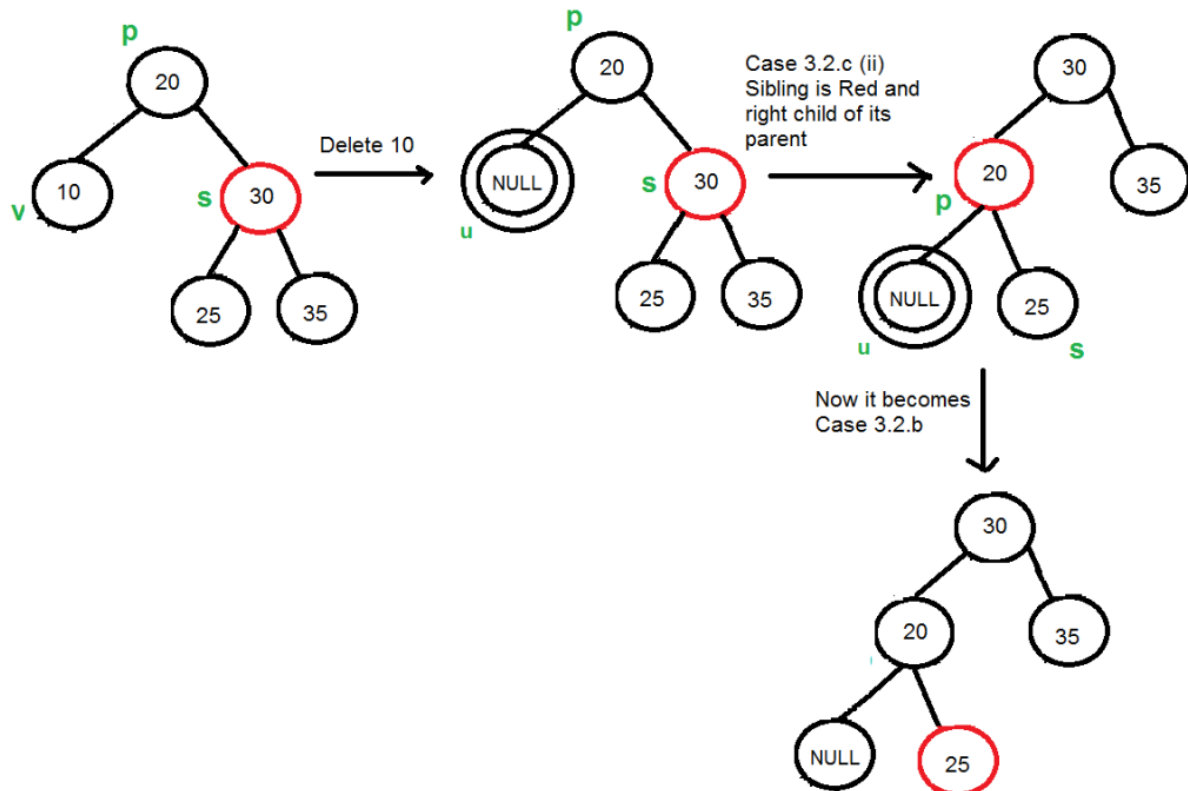 p
20
10
v
s
30
25
35
Delete 10
p
20
NULL
u
s
30
25
35
Case 3.2.c (ii)
Sibling is Red and
right child of its
parent
30
20
p
35
NULL
u
25
s
Now it becomes
Case 3.2.b
30
20
35
NULL
25